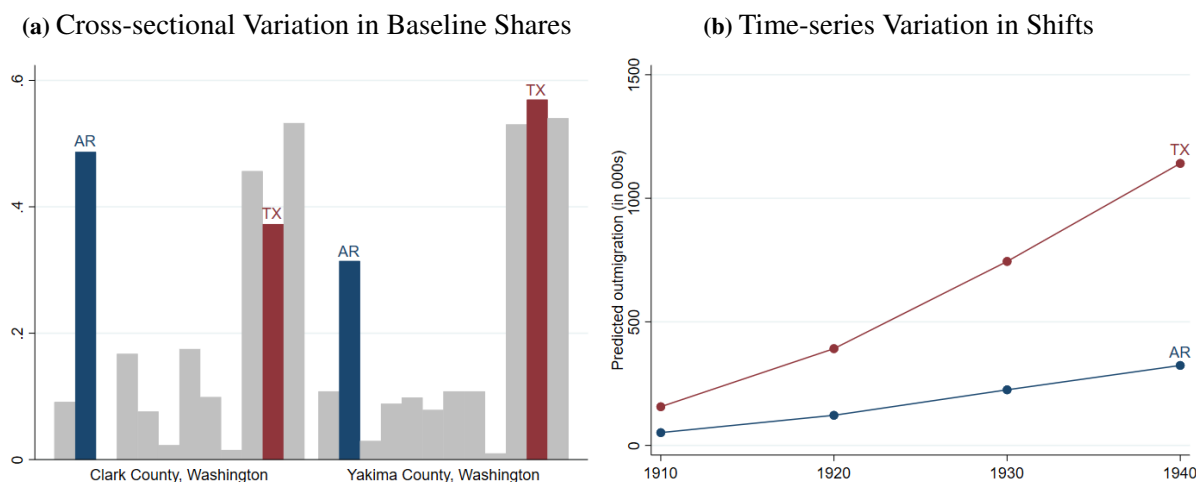 (a) Cross-sectional Variation in Baseline Shares
.6
.4
.2
0
AR
TX
AR
TX
Clark County, Washington
Yakima County, Washington
(b) Time-series Variation in Shifts
Predicted outmigration (in 000s)
1500
1000
500
0
TX
AR
1910
1920
1930
1940